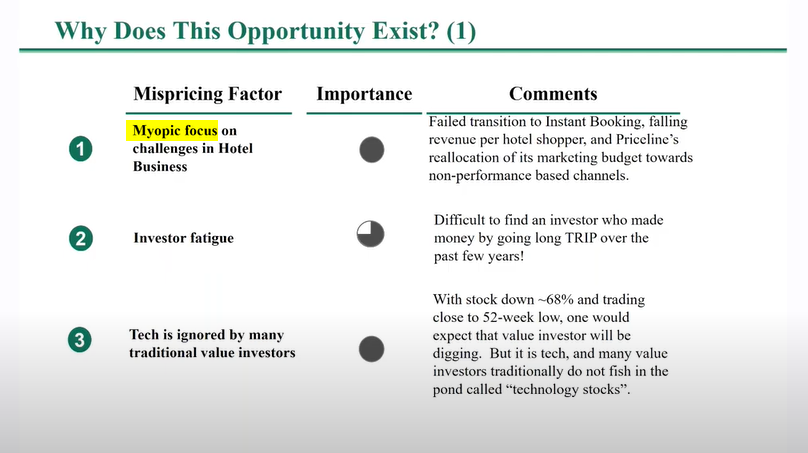 Why Does This Opportunity Exist? (1)
Mispricing Factor
Importance
Comments
1
Myopic focus on
challenges in Hotel
Business
Failed transition to Instant Booking, falling
revenue per hotel shopper, and Priceline's
reallocation of its marketing budget towards
non-performance based channels.
2
Investor fatigue
Difficult to find an investor who made
money by going long TRIP over the
past few years!
3
Tech is ignored by many
traditional value investors
With stock down ~68% and trading
close to 52-week low, one would
expect that value investor will be
digging.  But it is tech, and many value
investors traditionally do not fish in the
pond called “technology stocks”.